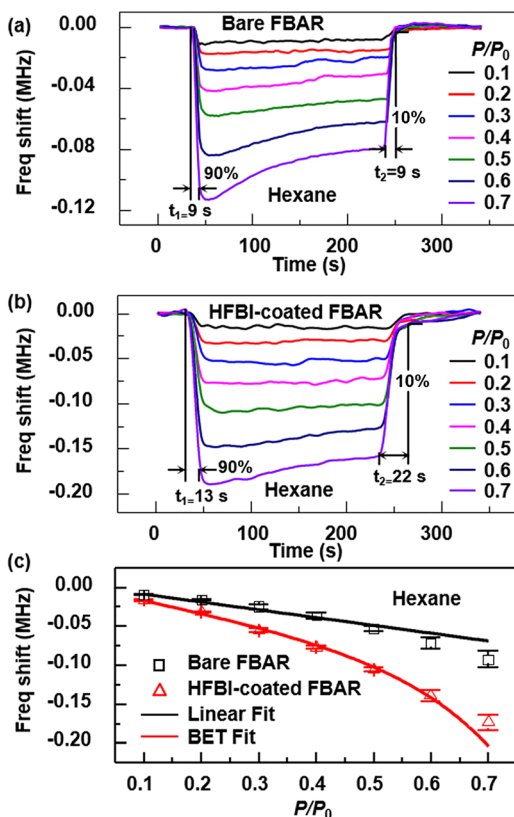 (a)
Bare FBAR
Freq shift (MHz)
0.00
-0.04
-0.08
-0.12
P/P0
0.1
0.2
0.3
0.4
0.5
0.6
0.7
10%
90%
t1=9 s
t2=9 s
Hexane
0 100 200 300
Time (s)
(b)
HFBI-coated FBAR
Freq shift (MHz)
0.00
-0.05
-0.10
-0.15
-0.20
P/P0
0.1
0.2
0.3
0.4
0.5
0.6
0.7
10%
90%
t1=13 s
t2=22 s
Hexane
0 100 200 300
Time (s)
(c)
Freq shift (MHz)
0.00
-0.05
-0.10
-0.15
-0.20
Hexane
Bare FBAR
HFBI-coated FBAR
Linear Fit
BET Fit
0.1 0.2 0.3 0.4 0.5 0.6 0.7
P/P0